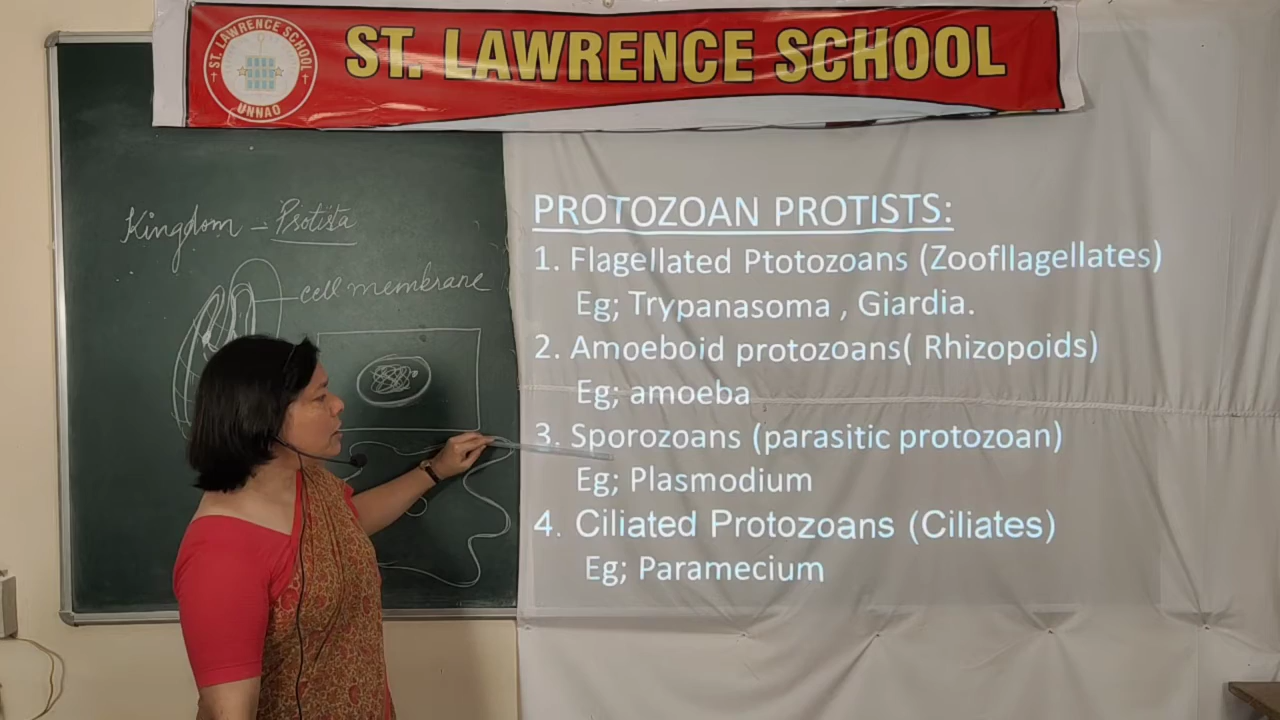 ST. LAWRENCE SCHOOL
ST. LAWRENCE SCHOOL
UNNAO
Kingdom - Protista
cell membrane
PROTOZOAN PROTISTS:
1. Flagellated Ptotozoans (Zoofllagellates)
Eg; Trypanasoma , Giardia.
2. Amoeboid protozoans( Rhizopoids)
Eg; amoeba
3. Sporozoans (parasitic protozoan)
Eg; Plasmodium
4. Ciliated Protozoans (Ciliates)
Eg; Paramecium